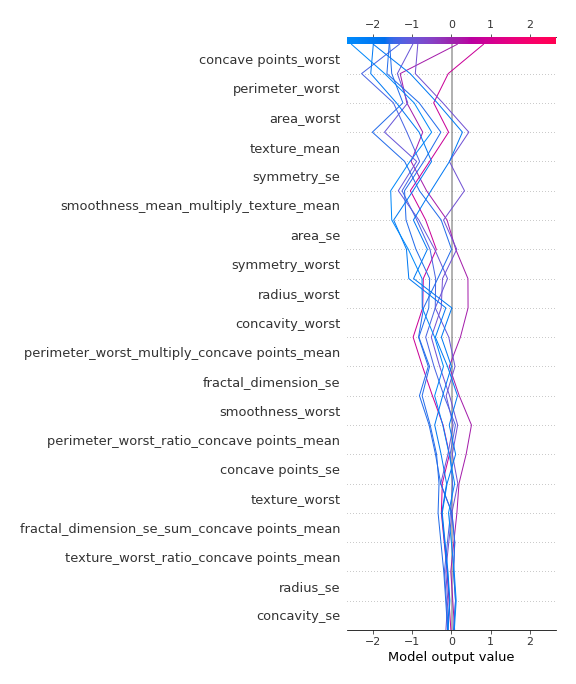 −2 −1 0 1 2
concave points_worst
perimeter_worst
area_worst
texture_mean
symmetry_se
smoothness_mean_multiply_texture_mean
area_se
symmetry_worst
radius_worst
concavity_worst
perimeter_worst_multiply_concave points_mean
fractal_dimension_se
smoothness_worst
perimeter_worst_ratio_concave points_mean
concave points_se
texture_worst
fractal_dimension_se_sum_concave points_mean
texture_worst_ratio_concave points_mean
radius_se
concavity_se
−2 −1 0 1 2
Model output value